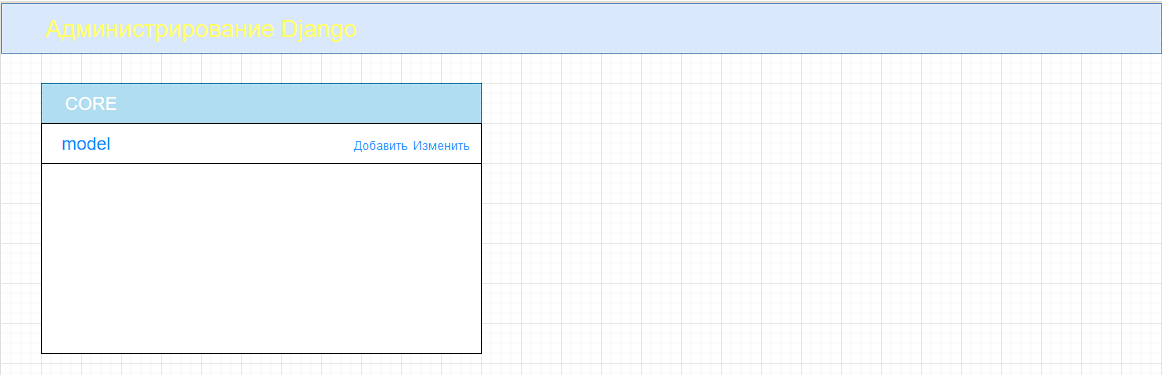 Администрирование Django
CORE
model Добавить Изменить